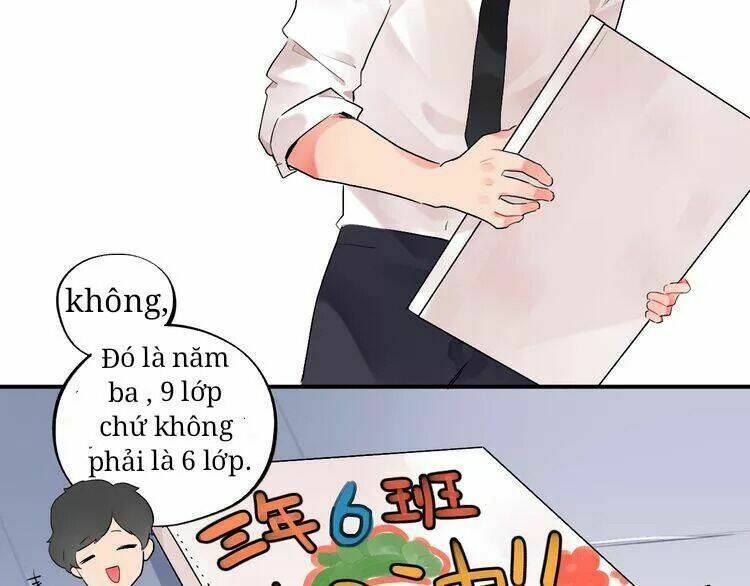 không,
Đó là năm
ba , 9 lớp
chứ không
phải là 6 lớp.
三年6班